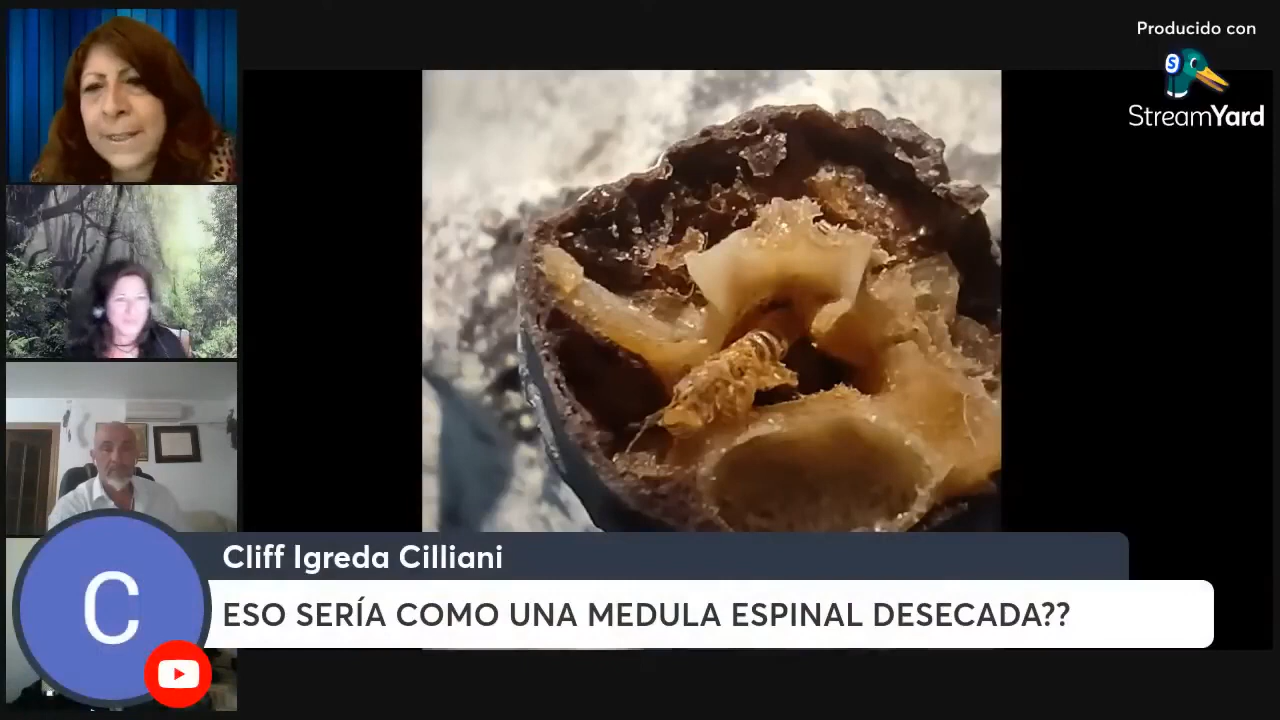 Producido con
S
StreamYard
Cliff Igreda Cilliani
C
ESO SERÍA COMO UNA MEDULA ESPINAL DESECADA??